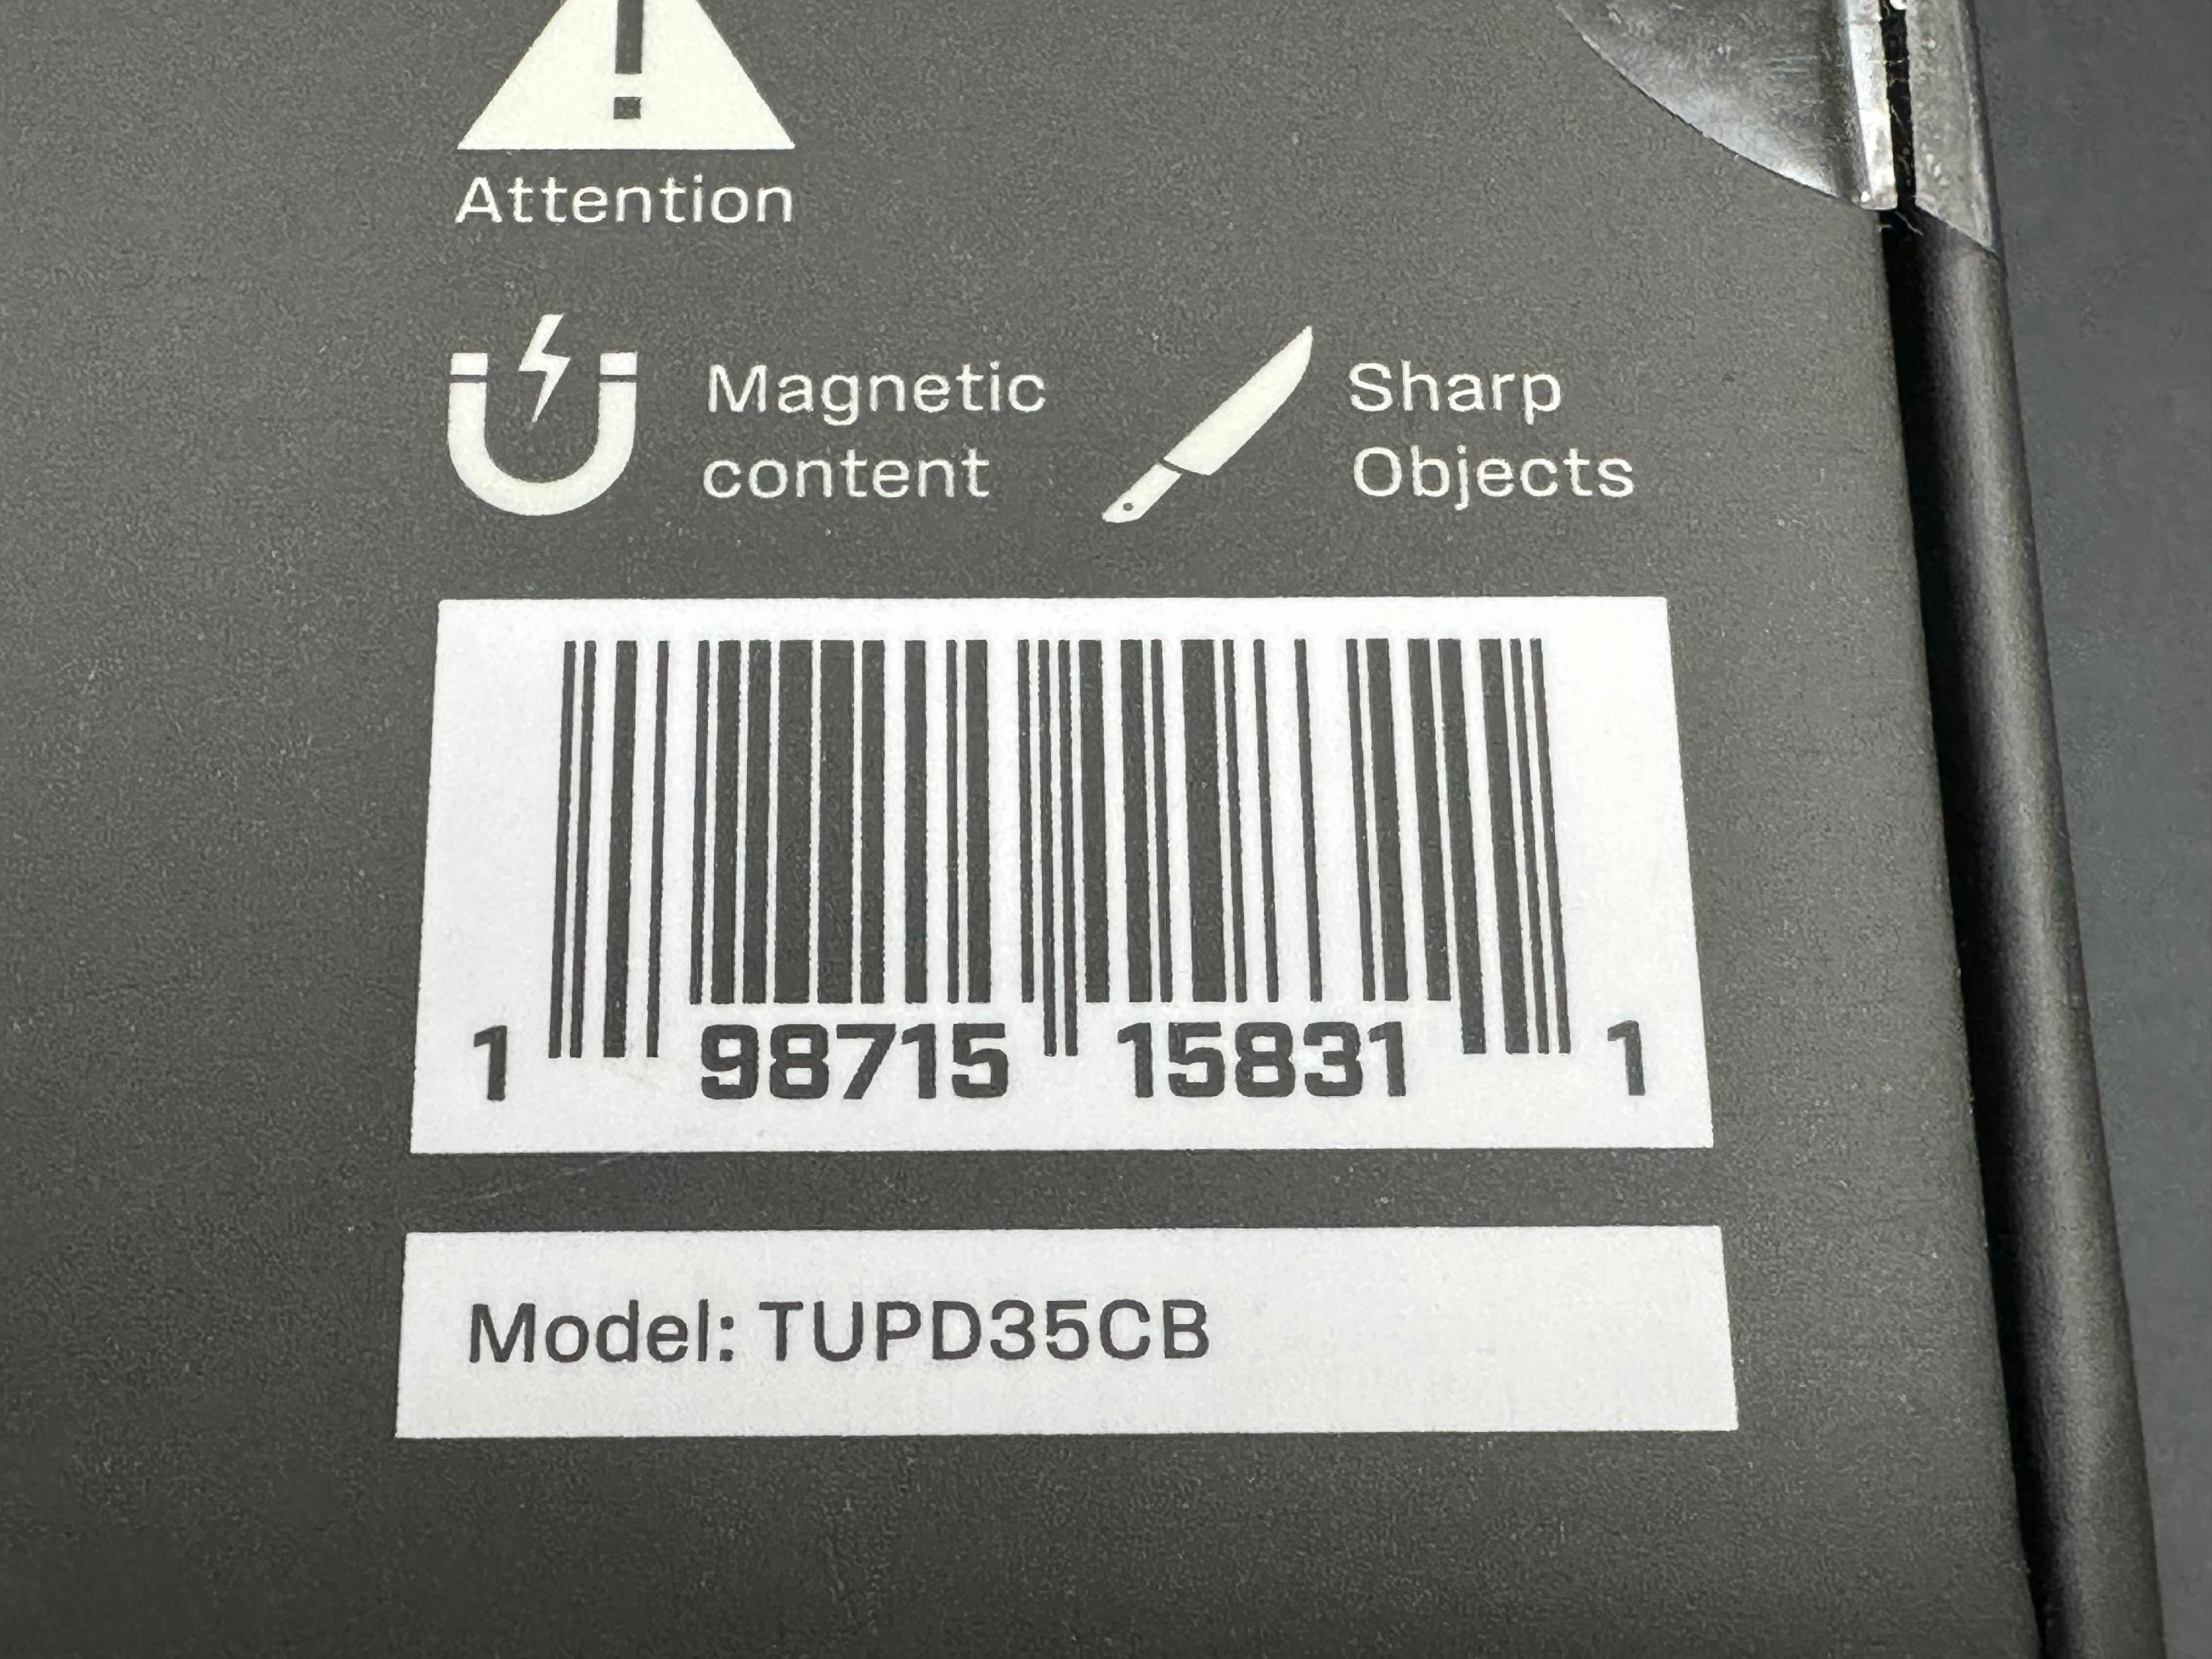 Attention
Magnetic
content
Sharp
Objects
1 98715 15831 1
Model: TUPD35CB